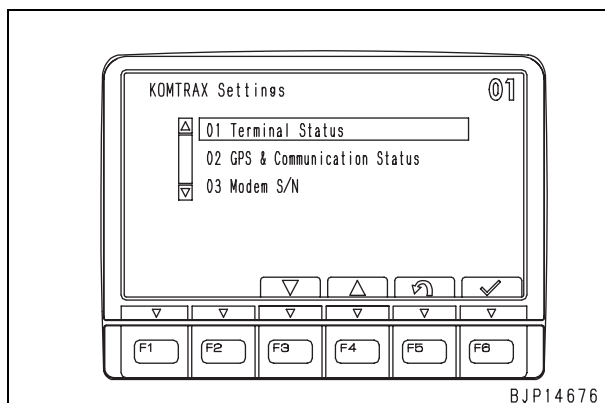 KOMTRAX Settings
01
01 Terminal Status
02 GPS & Communication Status
03 Modem S/N
F1 F2 F3 F4 F5 F6
BJP14676